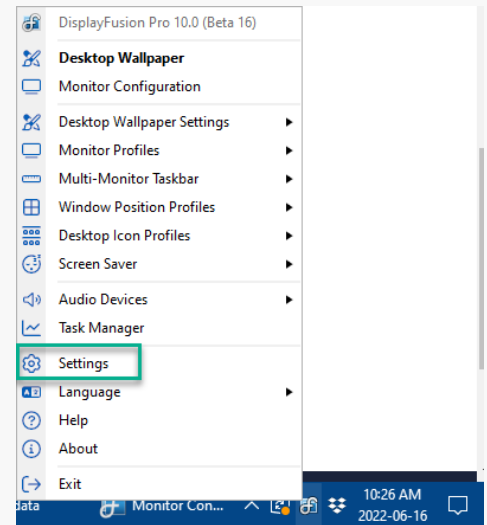 DisplayFusion Pro 10.0 (Beta 16)
Desktop Wallpaper
Monitor Configuration
Desktop Wallpaper Settings
Monitor Profiles
Multi-Monitor Taskbar
Window Position Profiles
Desktop Icon Profiles
Screen Saver
Audio Devices
Task Manager
Settings
Language
Help
About
Exit
data
Monitor Con...
10:26 AM
2022-06-16